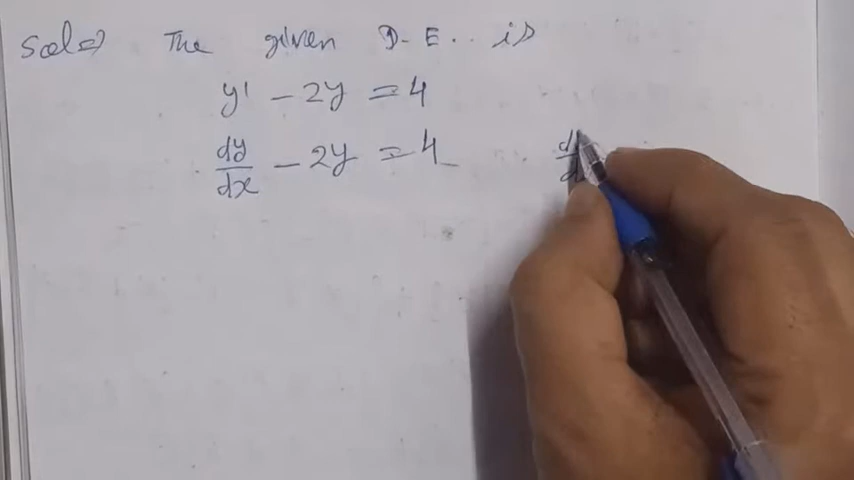 Sol⇒ The given D.E.. is
y' - 2y = 4
dy/dx - 2y = 4